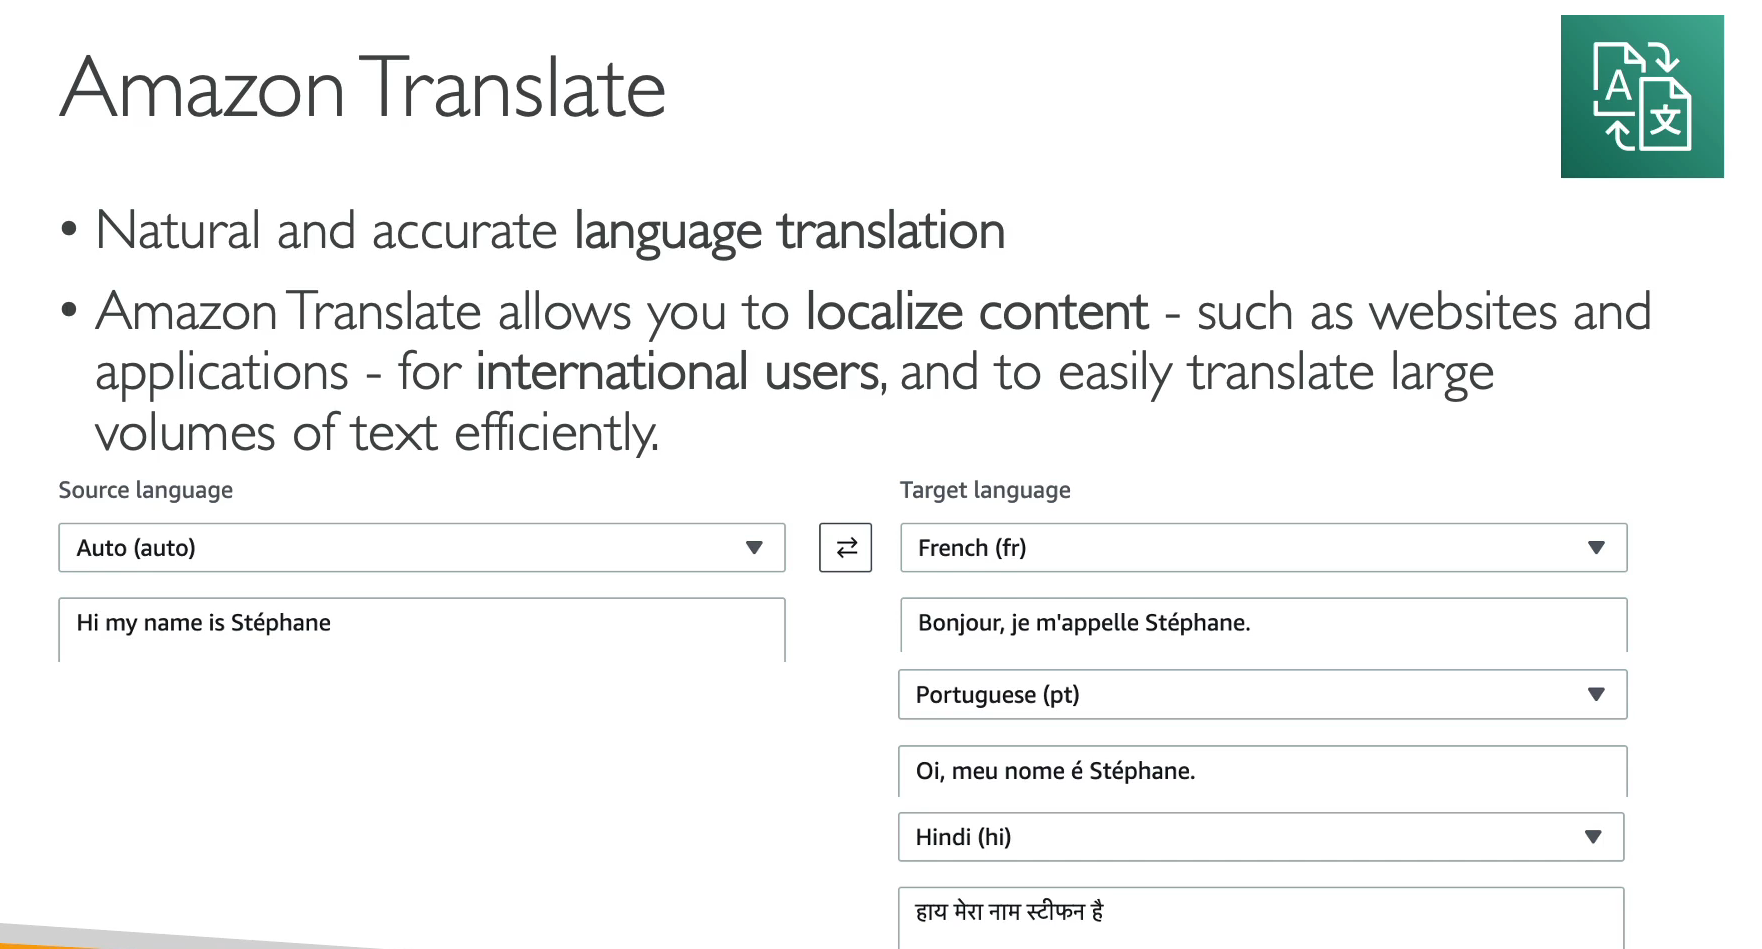 Amazon Translate
A
文
• Natural and accurate language translation
• Amazon Translate allows you to localize content - such as websites and
applications - for international users, and to easily translate large
volumes of text efficiently.
Source language
Target language
Auto (auto)
French (fr)
Hi my name is Stéphane
Bonjour, je m'appelle Stéphane.
Portuguese (pt)
Oi, meu nome é Stéphane.
Hindi (hi)
हाय मेरा नाम स्टीफन है